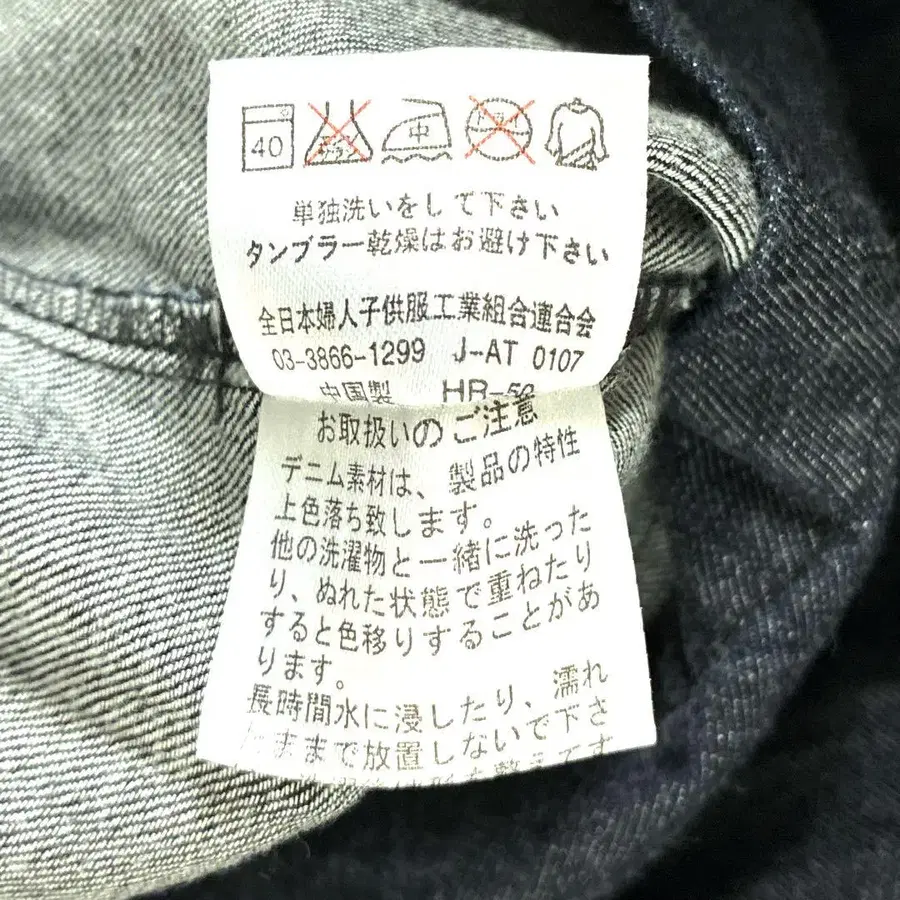 40 中 ドライ
単独洗いをして下さい
タンブラー乾燥はお避け下さい
全日本婦人子供服工業組合連合会
03-3866-1299 J-AT 0107
中国製 HR-50
お取扱いのご注意
デニム素材は、製品の特性
上色落ち致します。
他の洗濯物と一緒に洗った
り、ぬれた状態で重ねたり
すると色移りすることがあ
ります。
長時間水に浸したり、濡れ
たままで放置しないで下さ